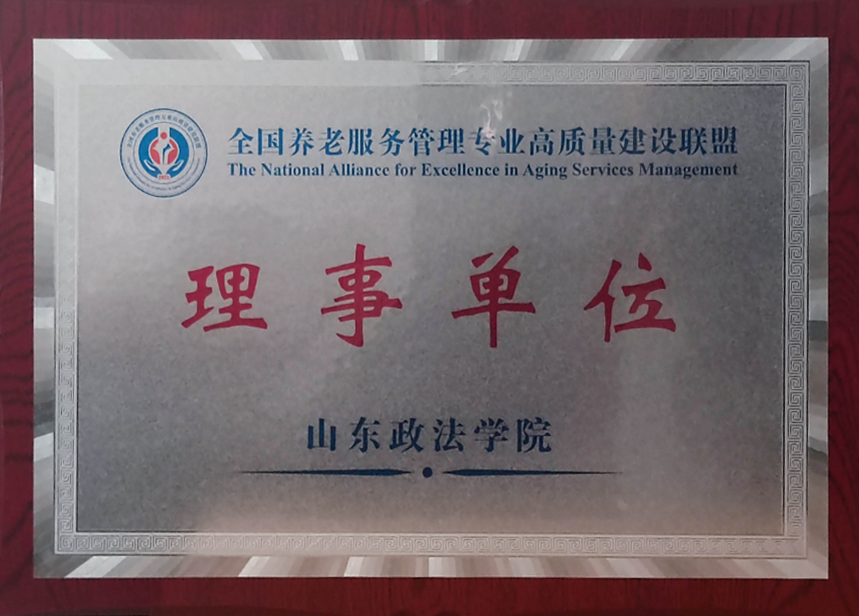 全国养老服务管理专业高质量建设联盟
The National Alliance for Excellence in Aging Services Management
理事单位
山东政法学院